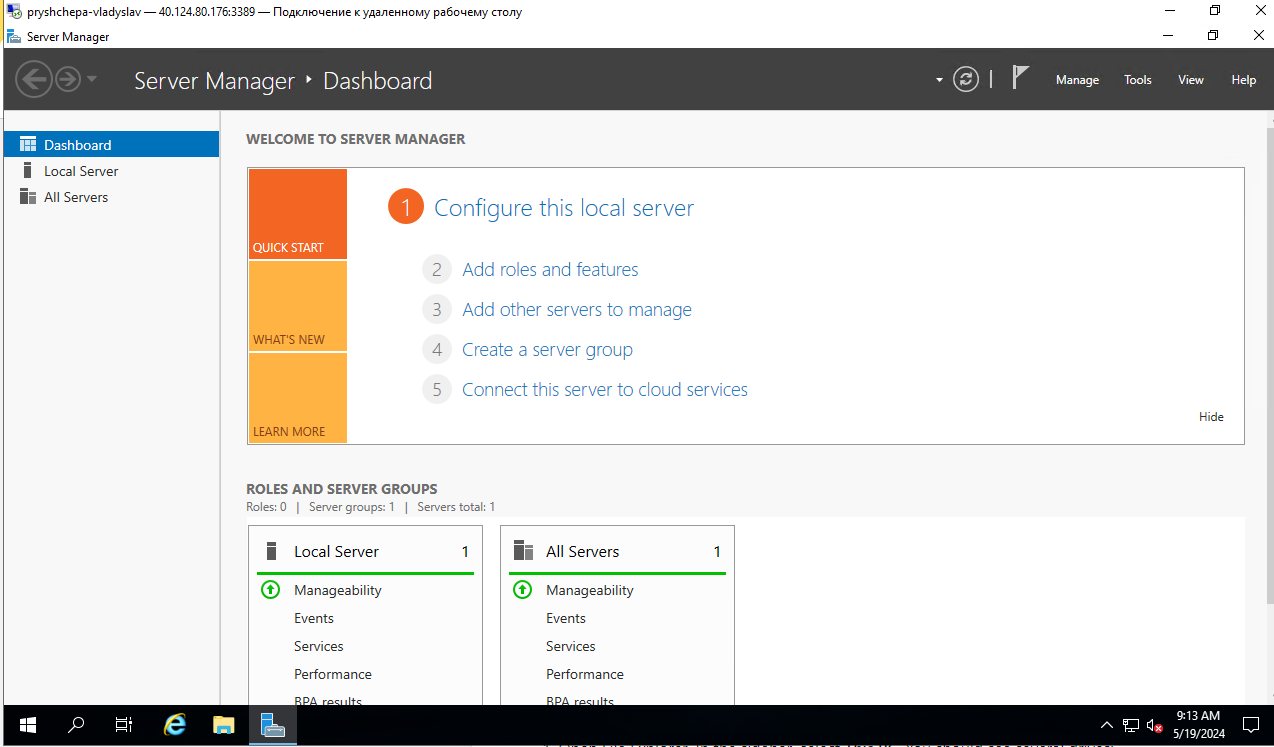 pryshchepa-vladyslav — 40.124.80.176:3389 — Подключение к удаленному рабочему столу
Server Manager
Server Manager ‣ Dashboard
Manage Tools View Help
Dashboard
Local Server
All Servers
WELCOME TO SERVER MANAGER
QUICK START
WHAT'S NEW
LEARN MORE
1 Configure this local server
2 Add roles and features
3 Add other servers to manage
4 Create a server group
5 Connect this server to cloud services
Hide
ROLES AND SERVER GROUPS
Roles: 0 | Server groups: 1 | Servers total: 1
Local Server 1
Manageability
Events
Services
Performance
BPA results
All Servers 1
Manageability
Events
Services
Performance
BPA results
9:13 AM
5/19/2024